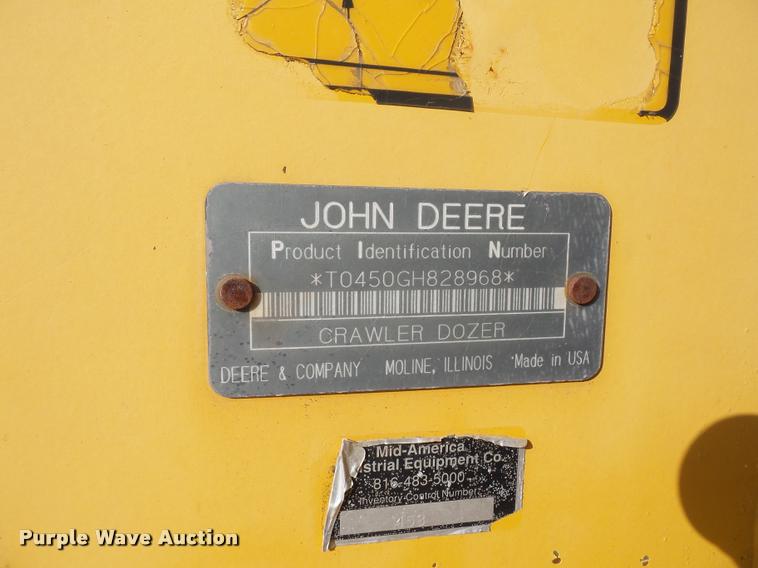 JOHN DEERE
Product Identification Number
*T0450GH828968*
CRAWLER DOZER
DEERE & COMPANY MOLINE, ILLINOIS Made in USA
Mid-America
strial Equipment Co.
816-483-5000
Inventory Control Number
Purple Wave Auction